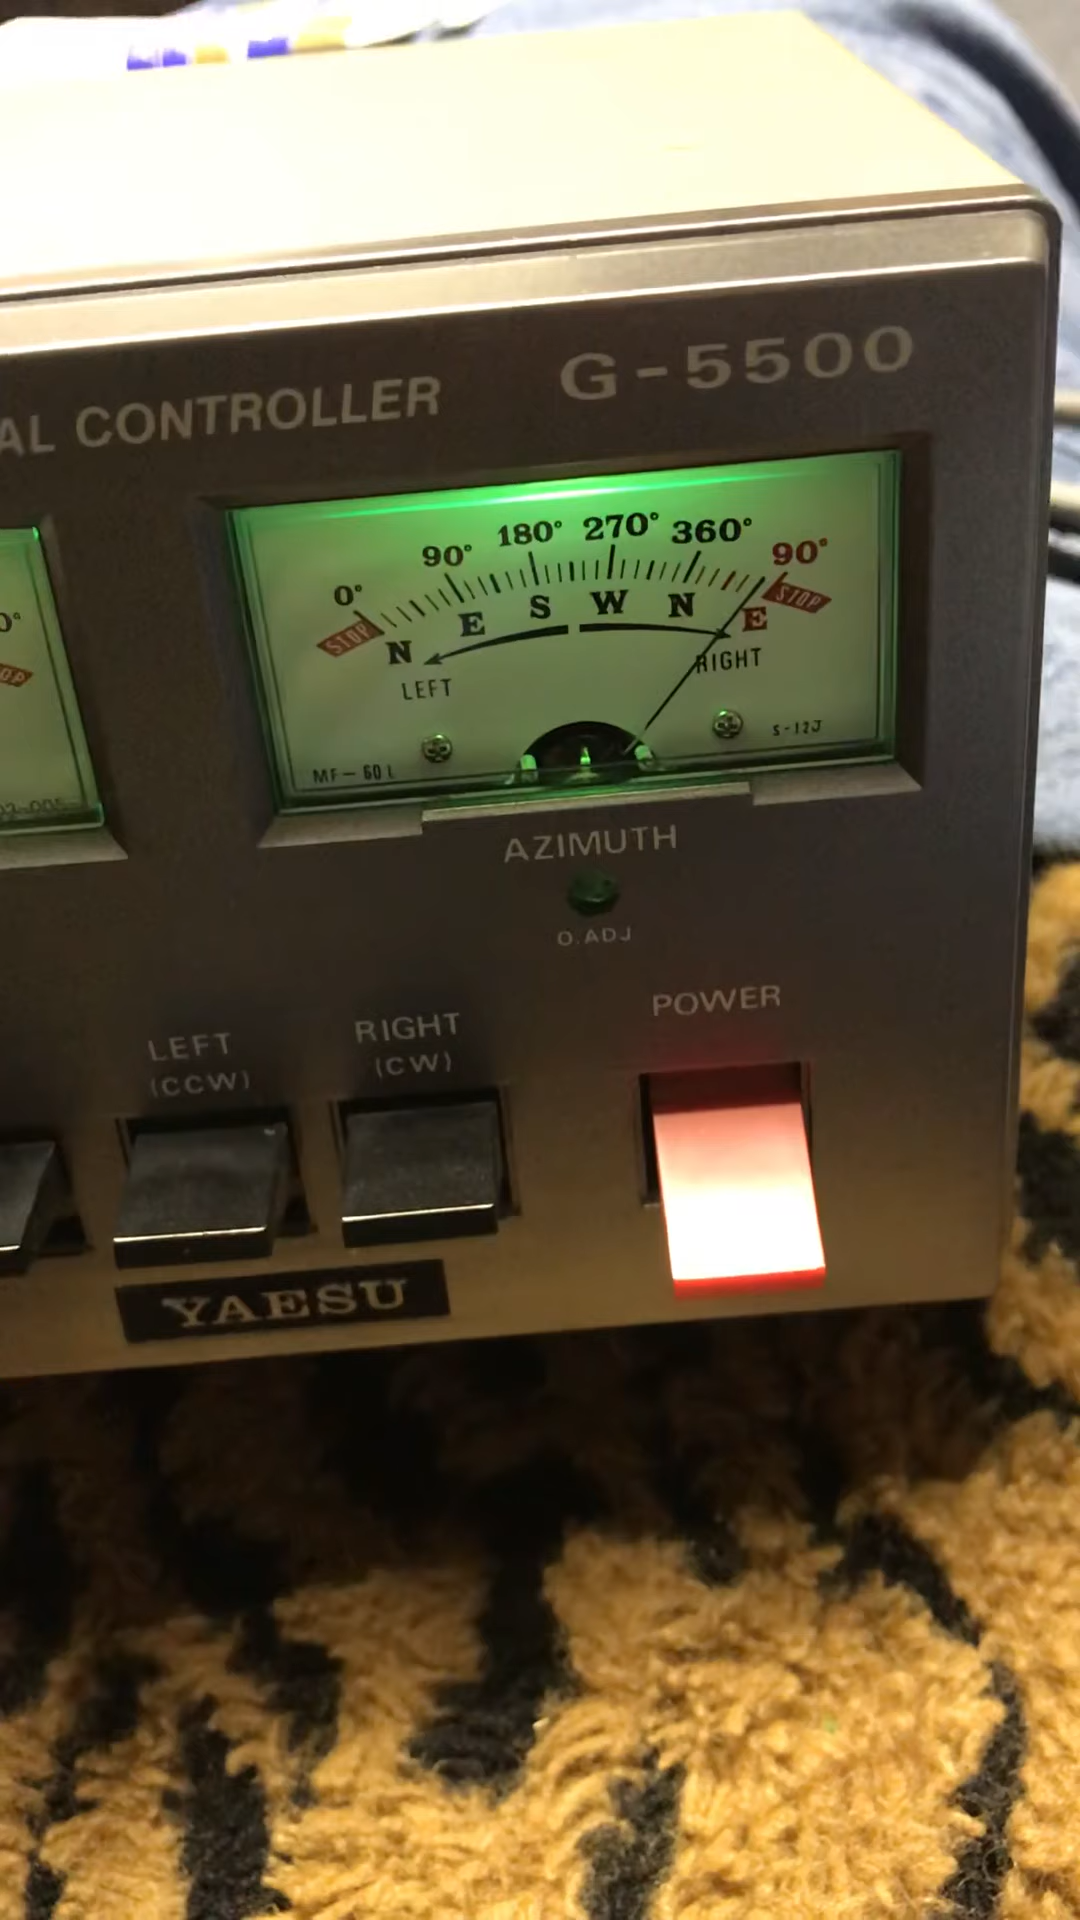 G-5500
AL CONTROLLER
0° 90° 180° 270° 360° 90°
STOP N E S W N E STOP
LEFT RIGHT
MF-60L S-12J
0°
OP
AZIMUTH
O.ADJ
LEFT
(CCW)
RIGHT
(CW)
POWER
YAESU